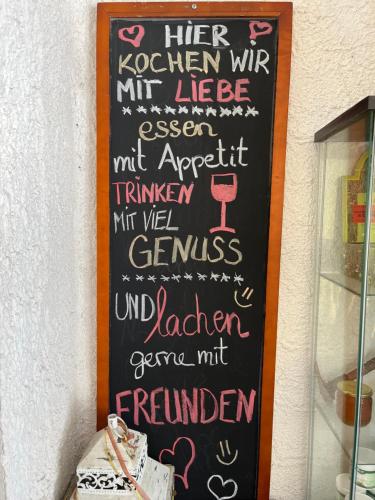 HIER
KOCHEN WIR
MIT LIEBE
essen
mit Appetit
TRINKEN
MIT VIEL
GENUSS
UND lachen
gerne mit
FREUNDEN